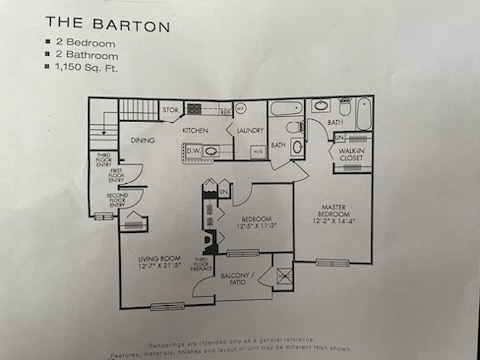 THE BARTON
2 Bedroom
2 Bathroom
1,150 Sq. Ft.
STOR.
REF.
W/D
BATH
DINING
KITCHEN
LAUNDRY
BATH
LIN.
D.W.
WALK-IN
CLOSET
THIRD
FLOOR
ENTRY
FIRST
FLOOR
ENTRY
SECOND
FLOOR
ENTRY
LIN.
BEDROOM
12'-5" X 11'-3"
MASTER
BEDROOM
12'-2" X 14'-4"
LIVING ROOM
12'-7" X 21'-5"
THIRD
FLOOR
FIREPLACE
BALCONY /
PATIO
Renderings are intended only as a general reference.
Features, materials, finishes and layout of unit may be different than shown.